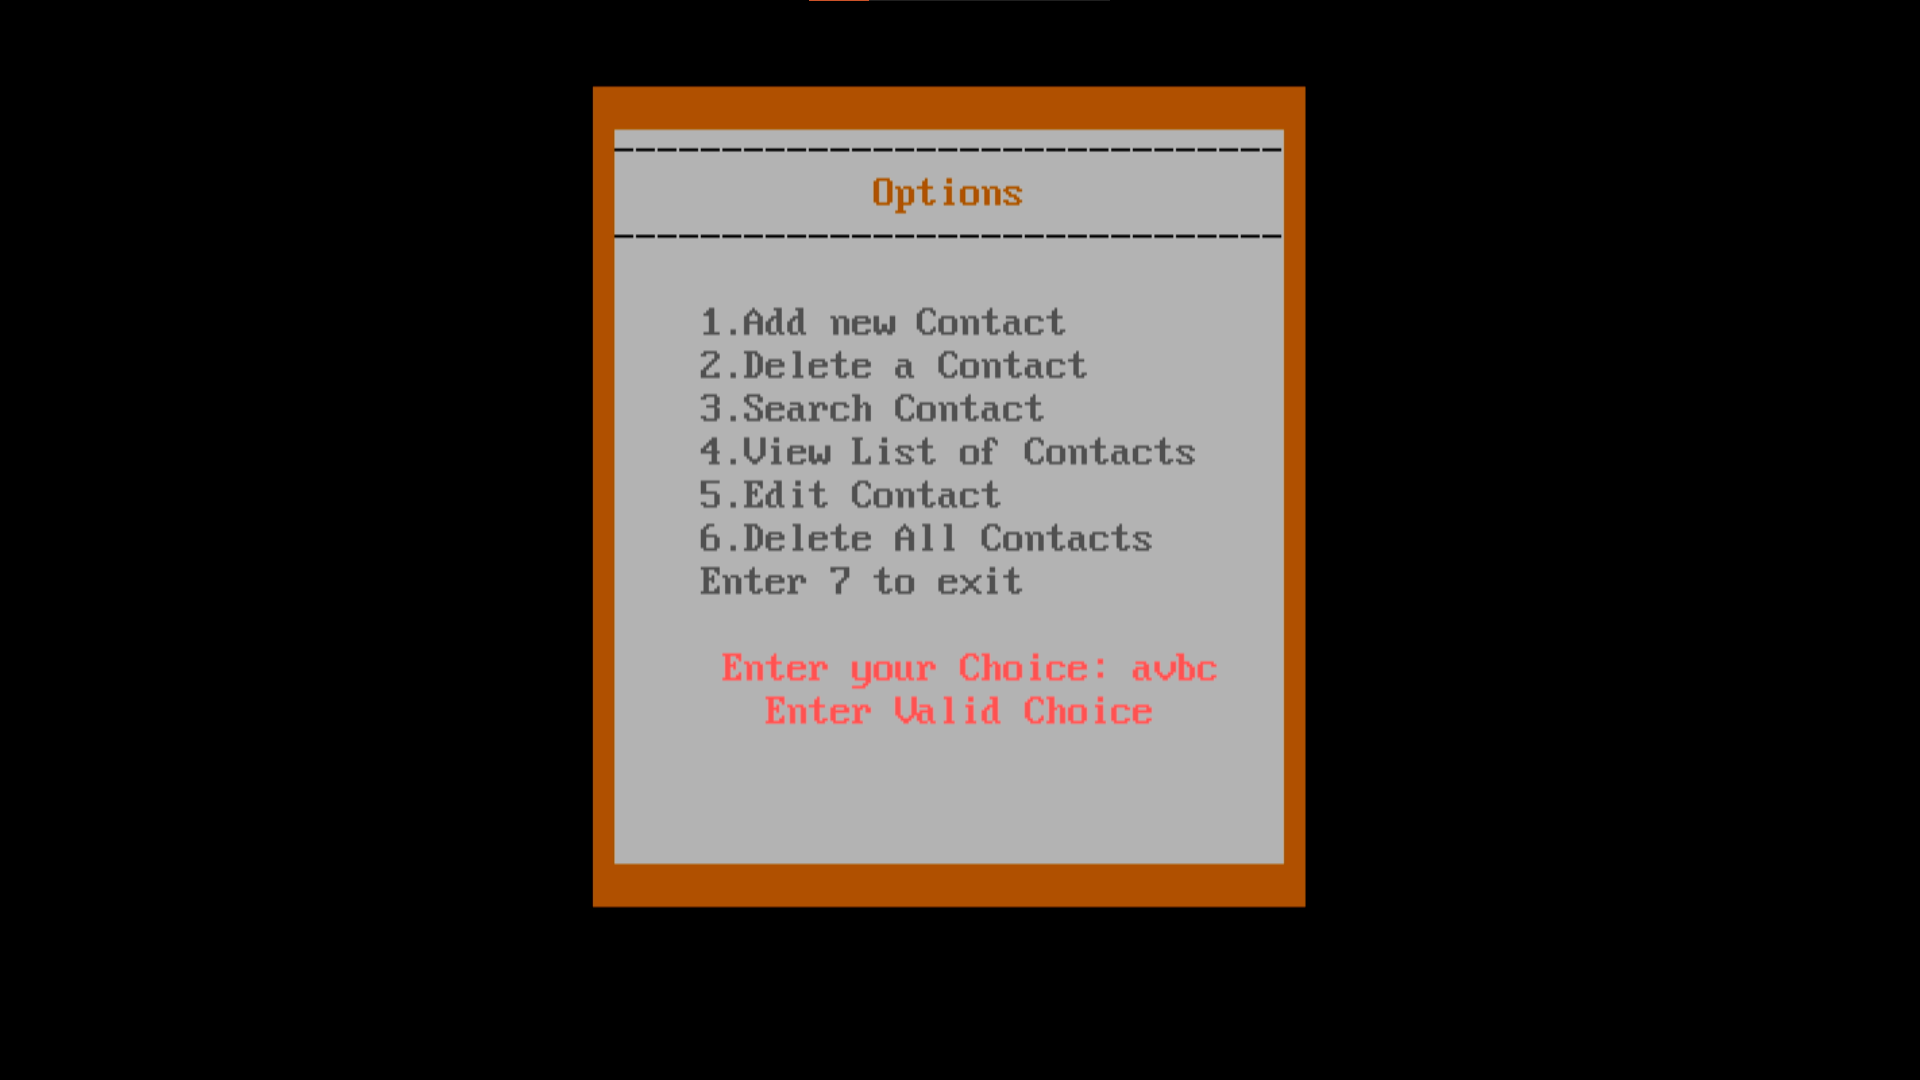 Options
1.Add new Contact
2.Delete a Contact
3.Search Contact
4.View List of Contacts
5.Edit Contact
6.Delete All Contacts
Enter 7 to exit
Enter your Choice: avbc
Enter Valid Choice